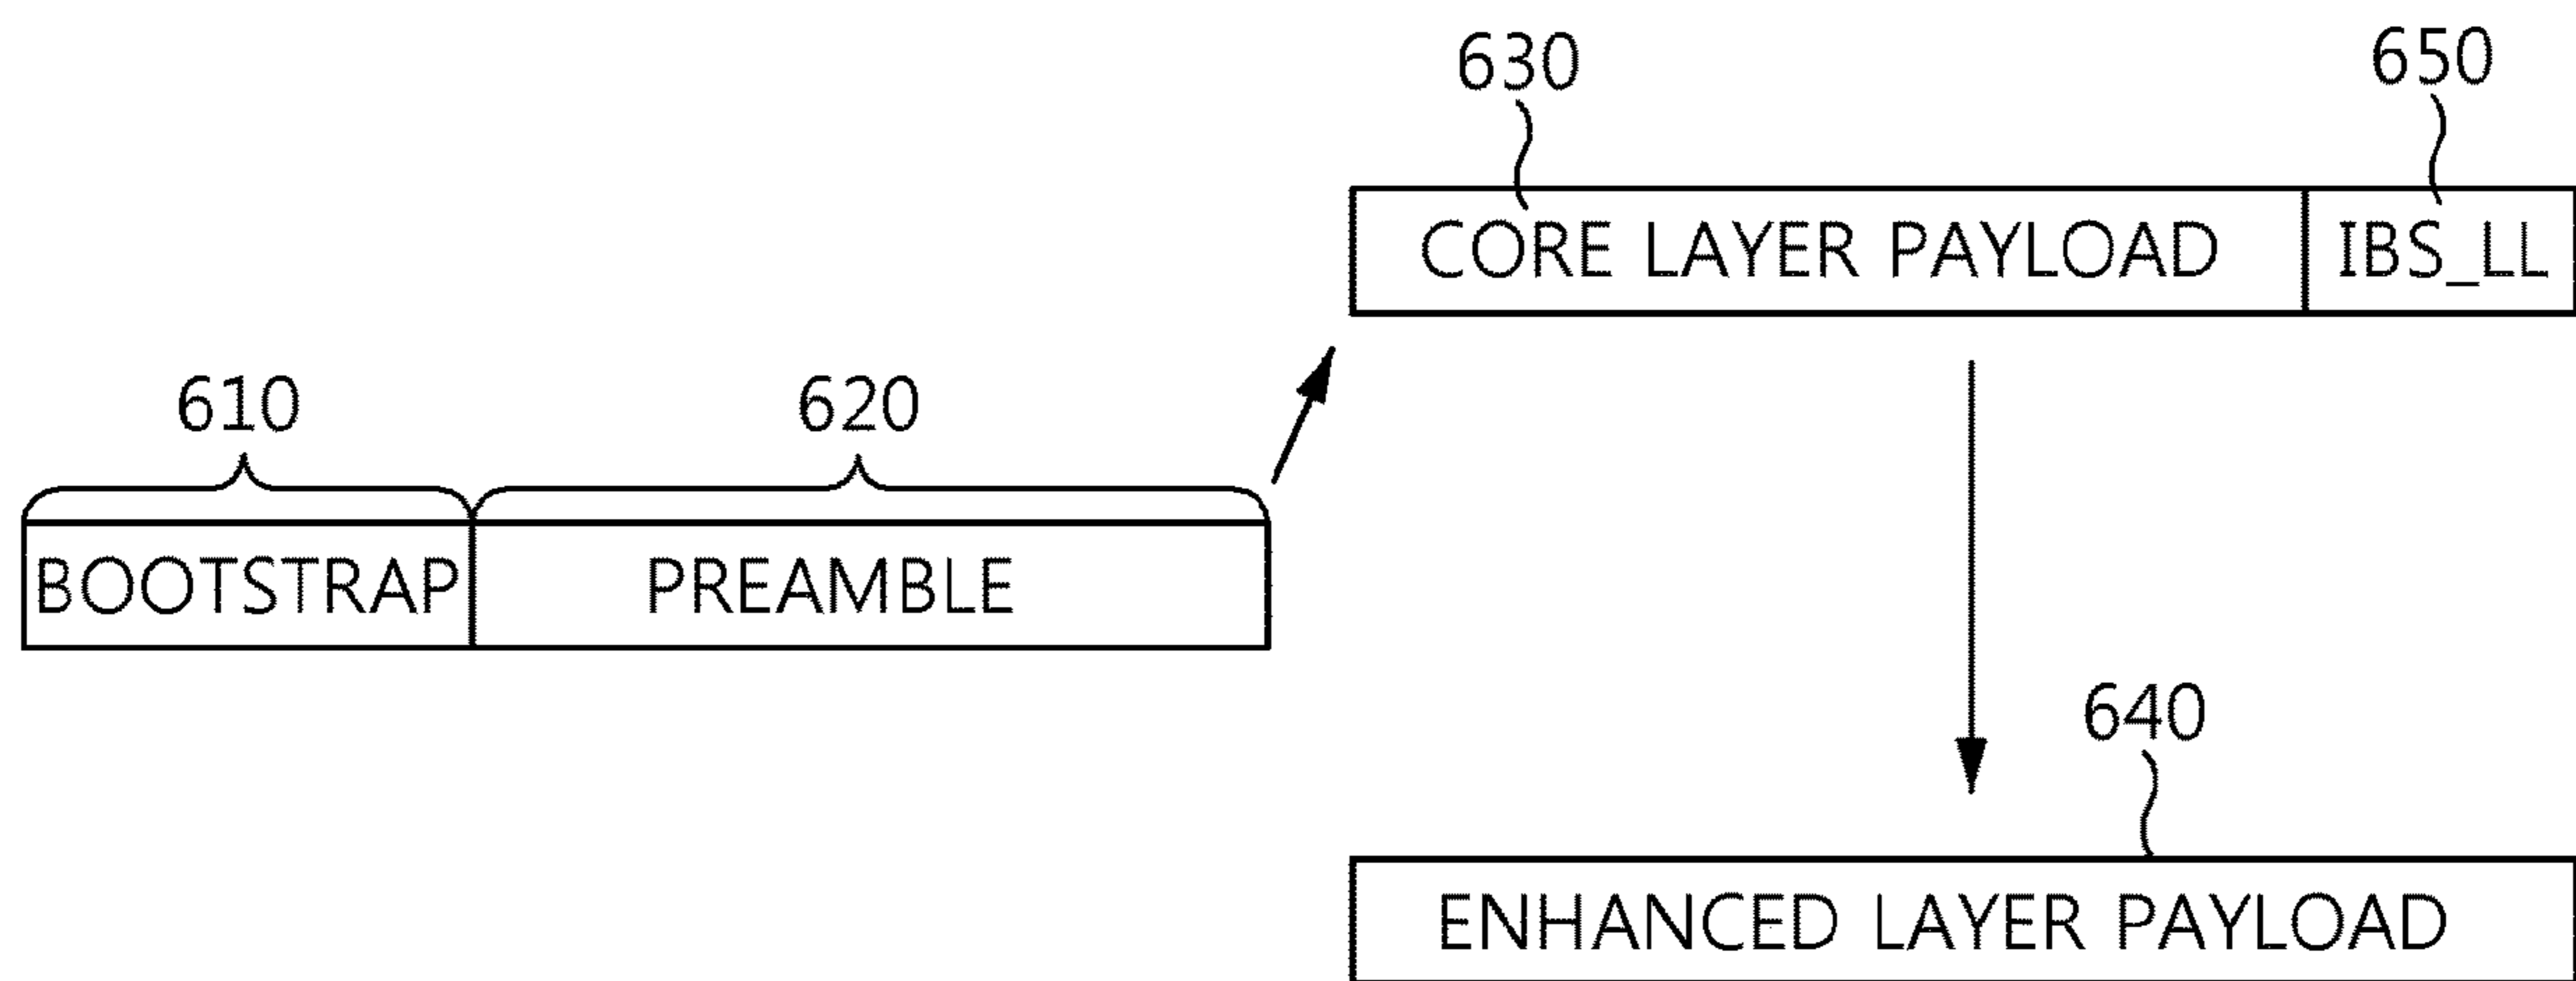 630
650
CORE LAYER PAYLOAD
IBS_LL
610
620
BOOTSTRAP
PREAMBLE
640
ENHANCED LAYER PAYLOAD